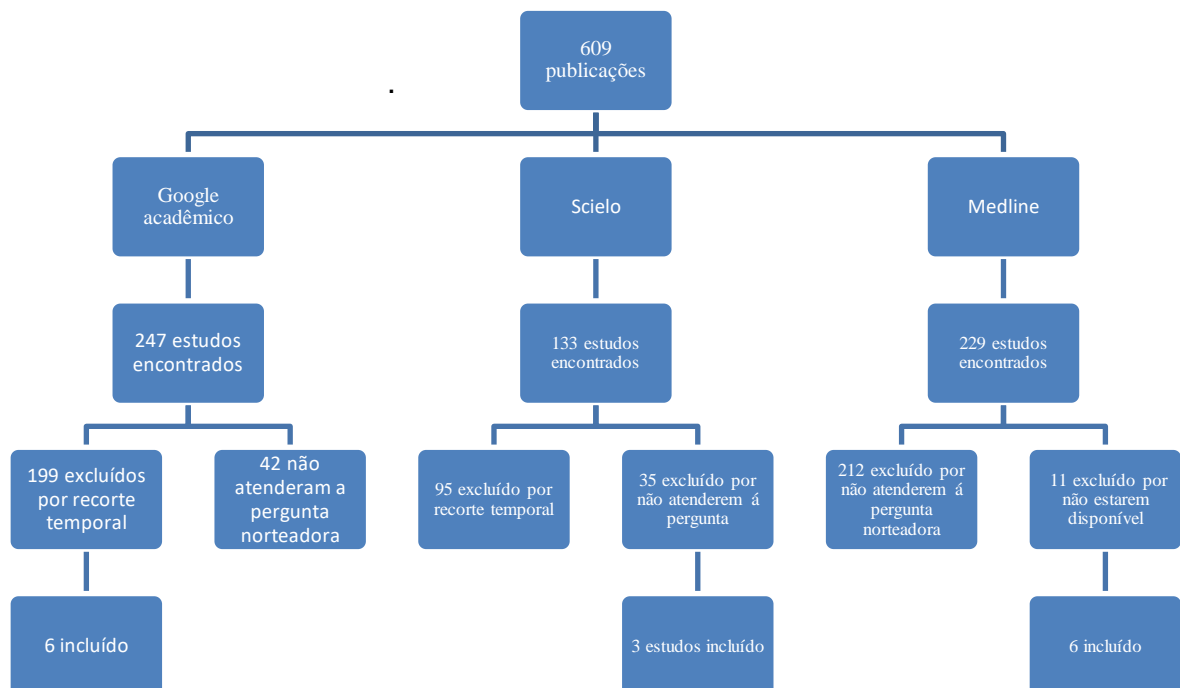 609
publicações
.
Google
acadêmico
Scielo
Medline
247 estudos
encontrados
133 estudos
encontrados
229 estudos
encontrados
199 excluídos
por recorte
temporal
42 não
atenderam a
pergunta
norteadora
95 excluído por
recorte temporal
35 excluído por
não atenderem á
pergunta
212 excluído por
não atenderem á
pergunta
norteadora
11 excluído por
não estarem
disponível
6 incluído
3 estudos incluído
6 incluído